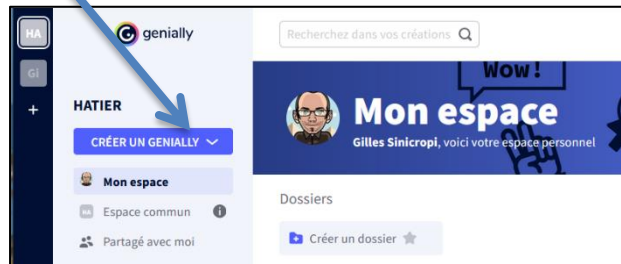 HA
Gi
+
genially
HATIER
CRÉER UN GENIALLY
Mon espace
HA Espace commun
Partagé avec moi
Recherchez dans vos créations
Wow!
Mon espace
Gilles Sinicropi, voici votre espace personnel
Dossiers
Créer un dossier